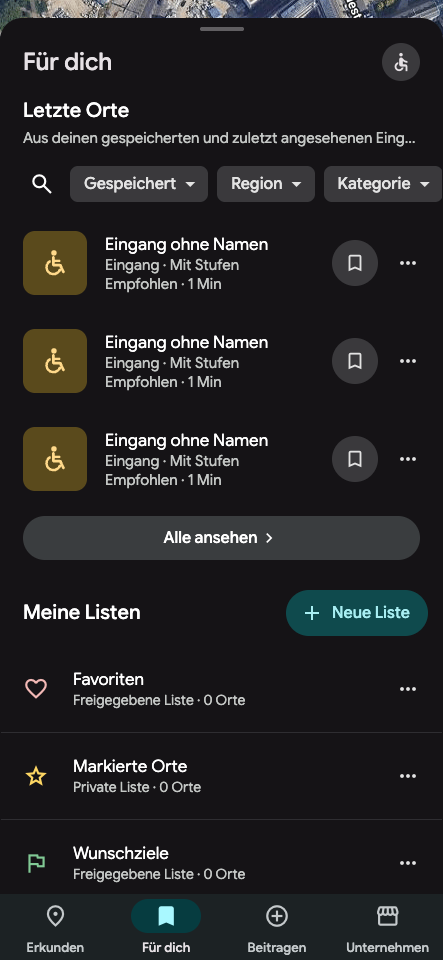 Für dich
Letzte Orte
Aus deinen gespeicherten und zuletzt angesehenen Eing...
Gespeichert
Region
Kategorie
Eingang ohne Namen
Eingang · Mit Stufen
Empfohlen · 1 Min
Eingang ohne Namen
Eingang · Mit Stufen
Empfohlen · 1 Min
Eingang ohne Namen
Eingang · Mit Stufen
Empfohlen · 1 Min
Alle ansehen
Meine Listen
Neue Liste
Favoriten
Freigegebene Liste · 0 Orte
Markierte Orte
Private Liste · 0 Orte
Wunschziele
Freigegebene Liste · 0 Orte
Erkunden
Für dich
Beitragen
Unternehmen